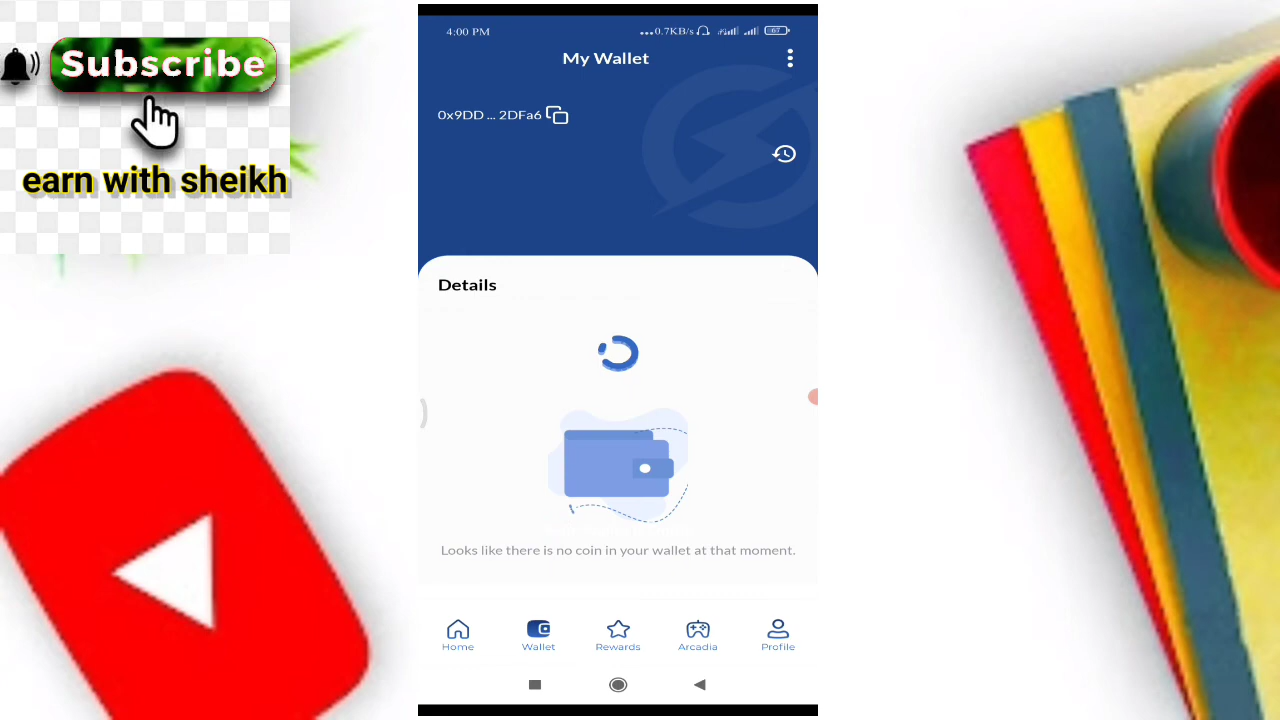 Subscribe
earn with sheikh
4:00 PM
...0.7KB/s
67
My Wallet
0x9DD ... 2DFa6
Details
Looks like there is no coin in your wallet at that moment.
Home
Wallet
Rewards
Arcadia
Profile